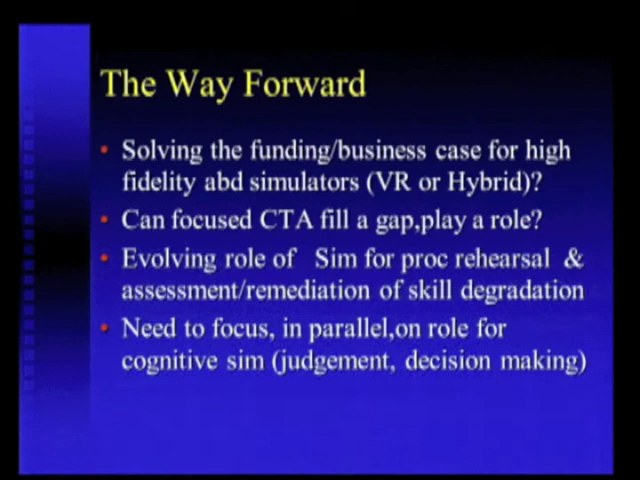 The Way Forward
• Solving the funding/business case for high
fidelity abd simulators (VR or Hybrid)?
• Can focused CTA fill a gap,play a role?
• Evolving role of Sim for proc rehearsal &
assessment/remediation of skill degradation
• Need to focus, in parallel,on role for
cognitive sim (judgement, decision making)